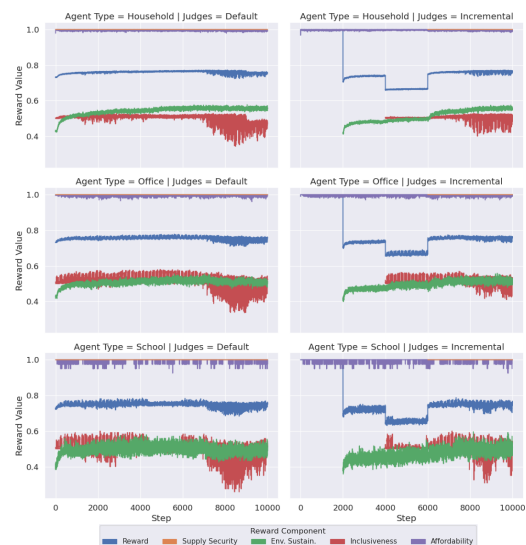 Agent Type = Household | Judges = Default
Agent Type = Household | Judges = Incremental
1.0
0.8
0.6
0.4
Reward Value
Agent Type = Office | Judges = Default
Agent Type = Office | Judges = Incremental
1.0
0.8
0.6
0.4
Reward Value
Agent Type = School | Judges = Default
Agent Type = School | Judges = Incremental
1.0
0.8
0.6
0.4
Reward Value
0 2000 4000 6000 8000 10000
0 2000 4000 6000 8000 10000
Step
Step
Reward Component
Reward Supply Security Env. Sustain. Inclusiveness Affordability